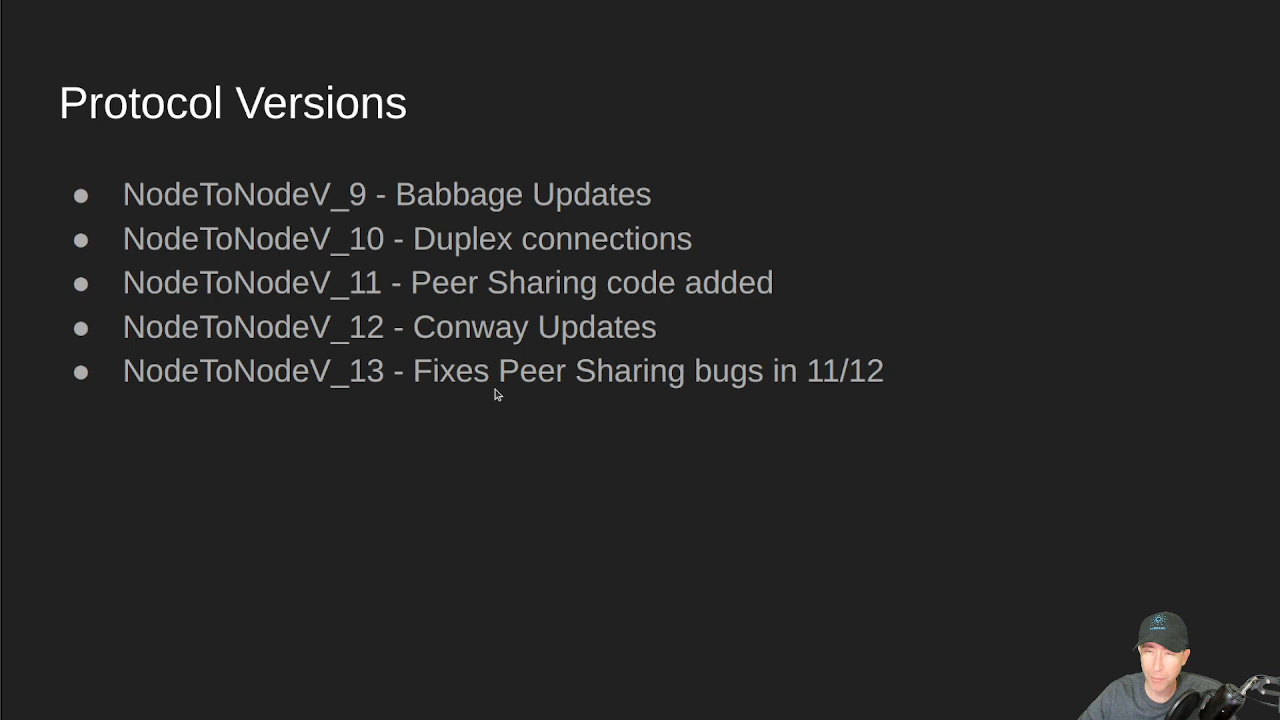 Protocol Versions
● NodeToNodeV_9 - Babbage Updates
● NodeToNodeV_10 - Duplex connections
● NodeToNodeV_11 - Peer Sharing code added
● NodeToNodeV_12 - Conway Updates
● NodeToNodeV_13 - Fixes Peer Sharing bugs in 11/12